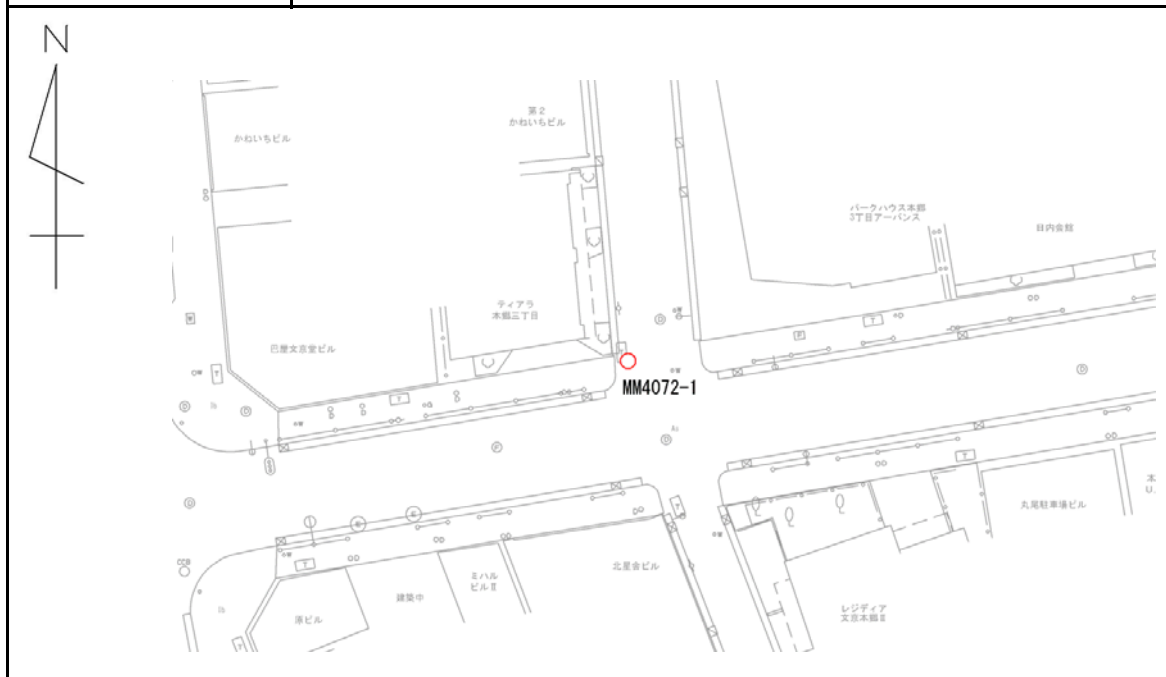 N
第2
かねいちビル
かねいちビル
パークハウス本郷
3丁目アーバンス
日内会館
ティアラ
本郷三丁目
巴屋文京堂ビル
MM4072-1
丸尾駐車場ビル
北星舎ビル
ミハル
ビルⅡ
建築中
原ビル
レジディア
文京本郷Ⅱ
CCB